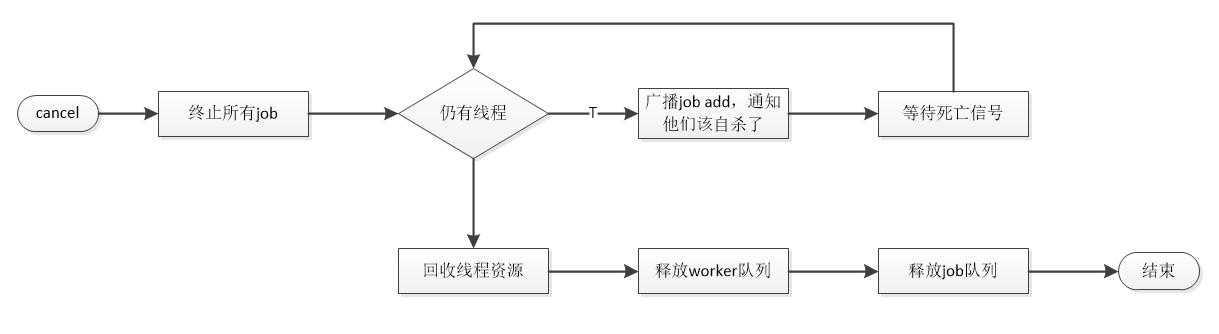 cancel
终止所有job
仍有线程
T
广播job add，通知
他们该自杀了
等待死亡信号
回收线程资源
释放worker队列
释放job队列
结束